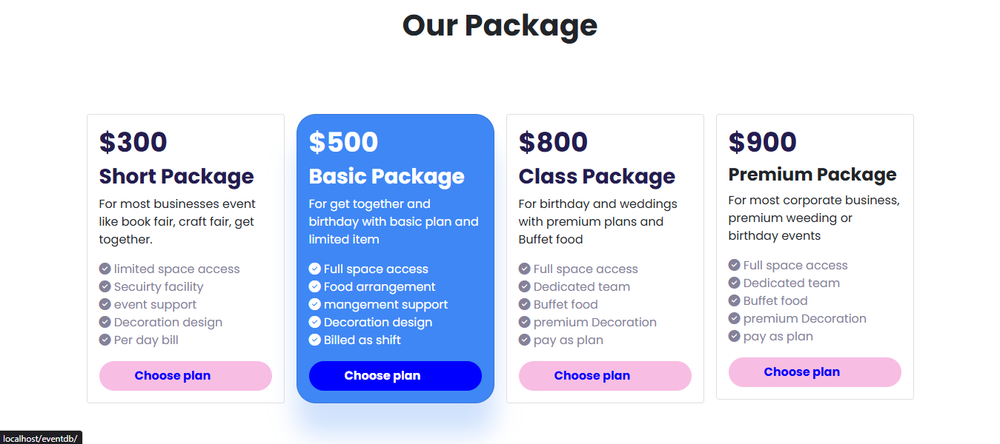 Our Package
$300
Short Package
For most businesses event
like book fair, craft fair, get
together.
limited space access
Secuirty facility
event support
Decoration design
Per day bill
Choose plan
$500
Basic Package
For get together and
birthday with basic plan and
limited item
Full space access
Food arrangement
mangement support
Decoration design
Billed as shift
Choose plan
$800
Class Package
For birthday and weddings
with premium plans and
Buffet food
Full space access
Dedicated team
Buffet food
premium Decoration
pay as plan
Choose plan
$900
Premium Package
For most corporate business,
premium weeding or
birthday events
Full space access
Dedicated team
Buffet food
premium Decoration
pay as plan
Choose plan
localhost/eventdb/